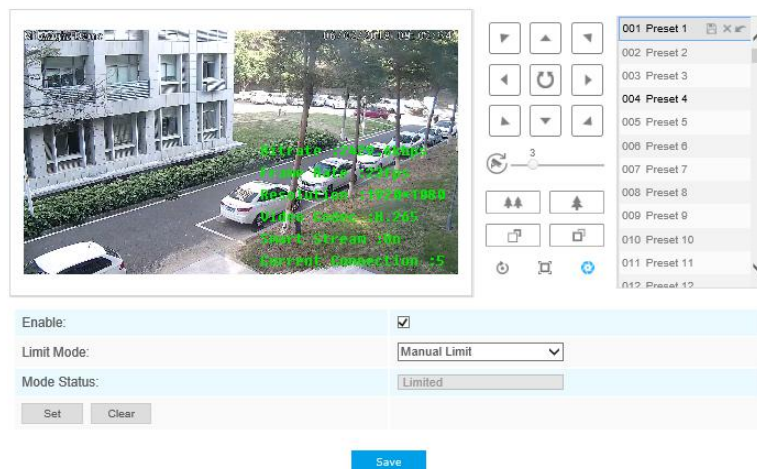 Bitrate :
Frame Rate :25fps
Resolution :1920*1080
Video Codec :H.265
Smart Stream :On
Current Connection :5
3
001 Preset 1
002 Preset 2
003 Preset 3
004 Preset 4
005 Preset 5
006 Preset 6
007 Preset 7
008 Preset 8
009 Preset 9
010 Preset 10
011 Preset 11
012 Preset 12
Enable:
Limit Mode: Manual Limit
Mode Status: Limited
Set Clear
Save